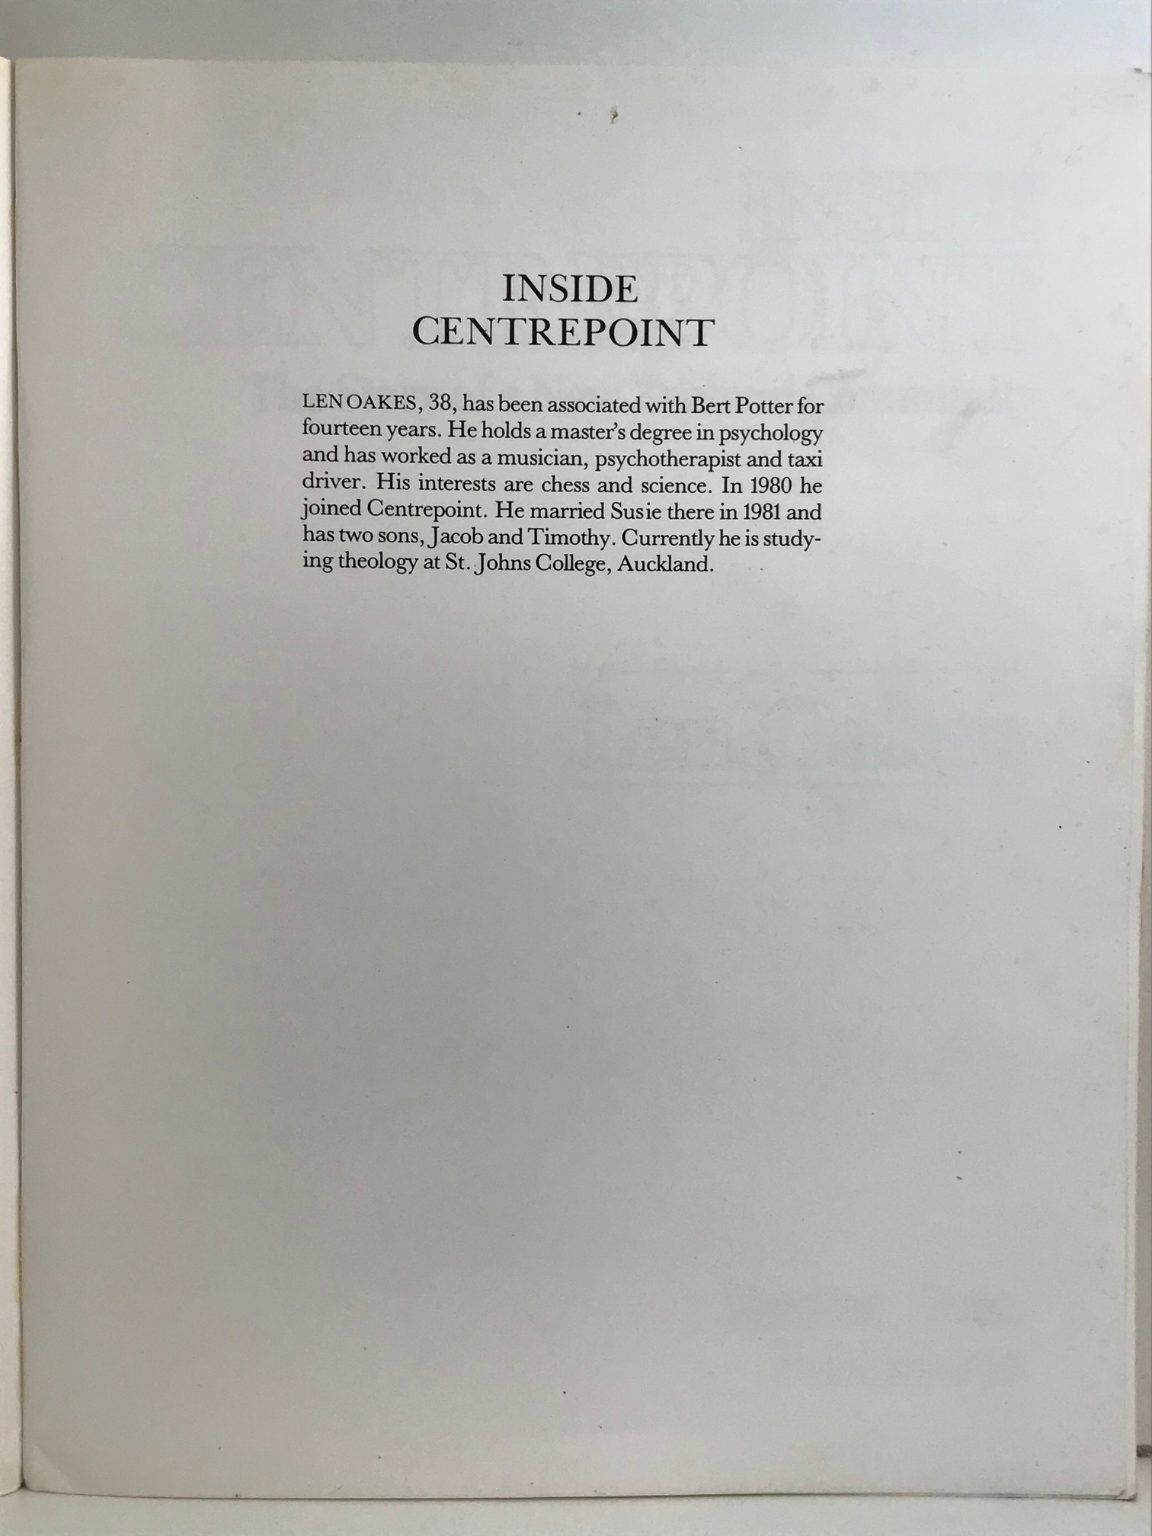 INSIDE
CENTREPOINT
LEN OAKES, 38, has been associated with Bert Potter for
fourteen years. He holds a master's degree in psychology
and has worked as a musician, psychotherapist and taxi
driver. His interests are chess and science. In 1980 he
joined Centrepoint. He married Susie there in 1981 and
has two sons, Jacob and Timothy. Currently he is study-
ing theology at St. Johns College, Auckland.